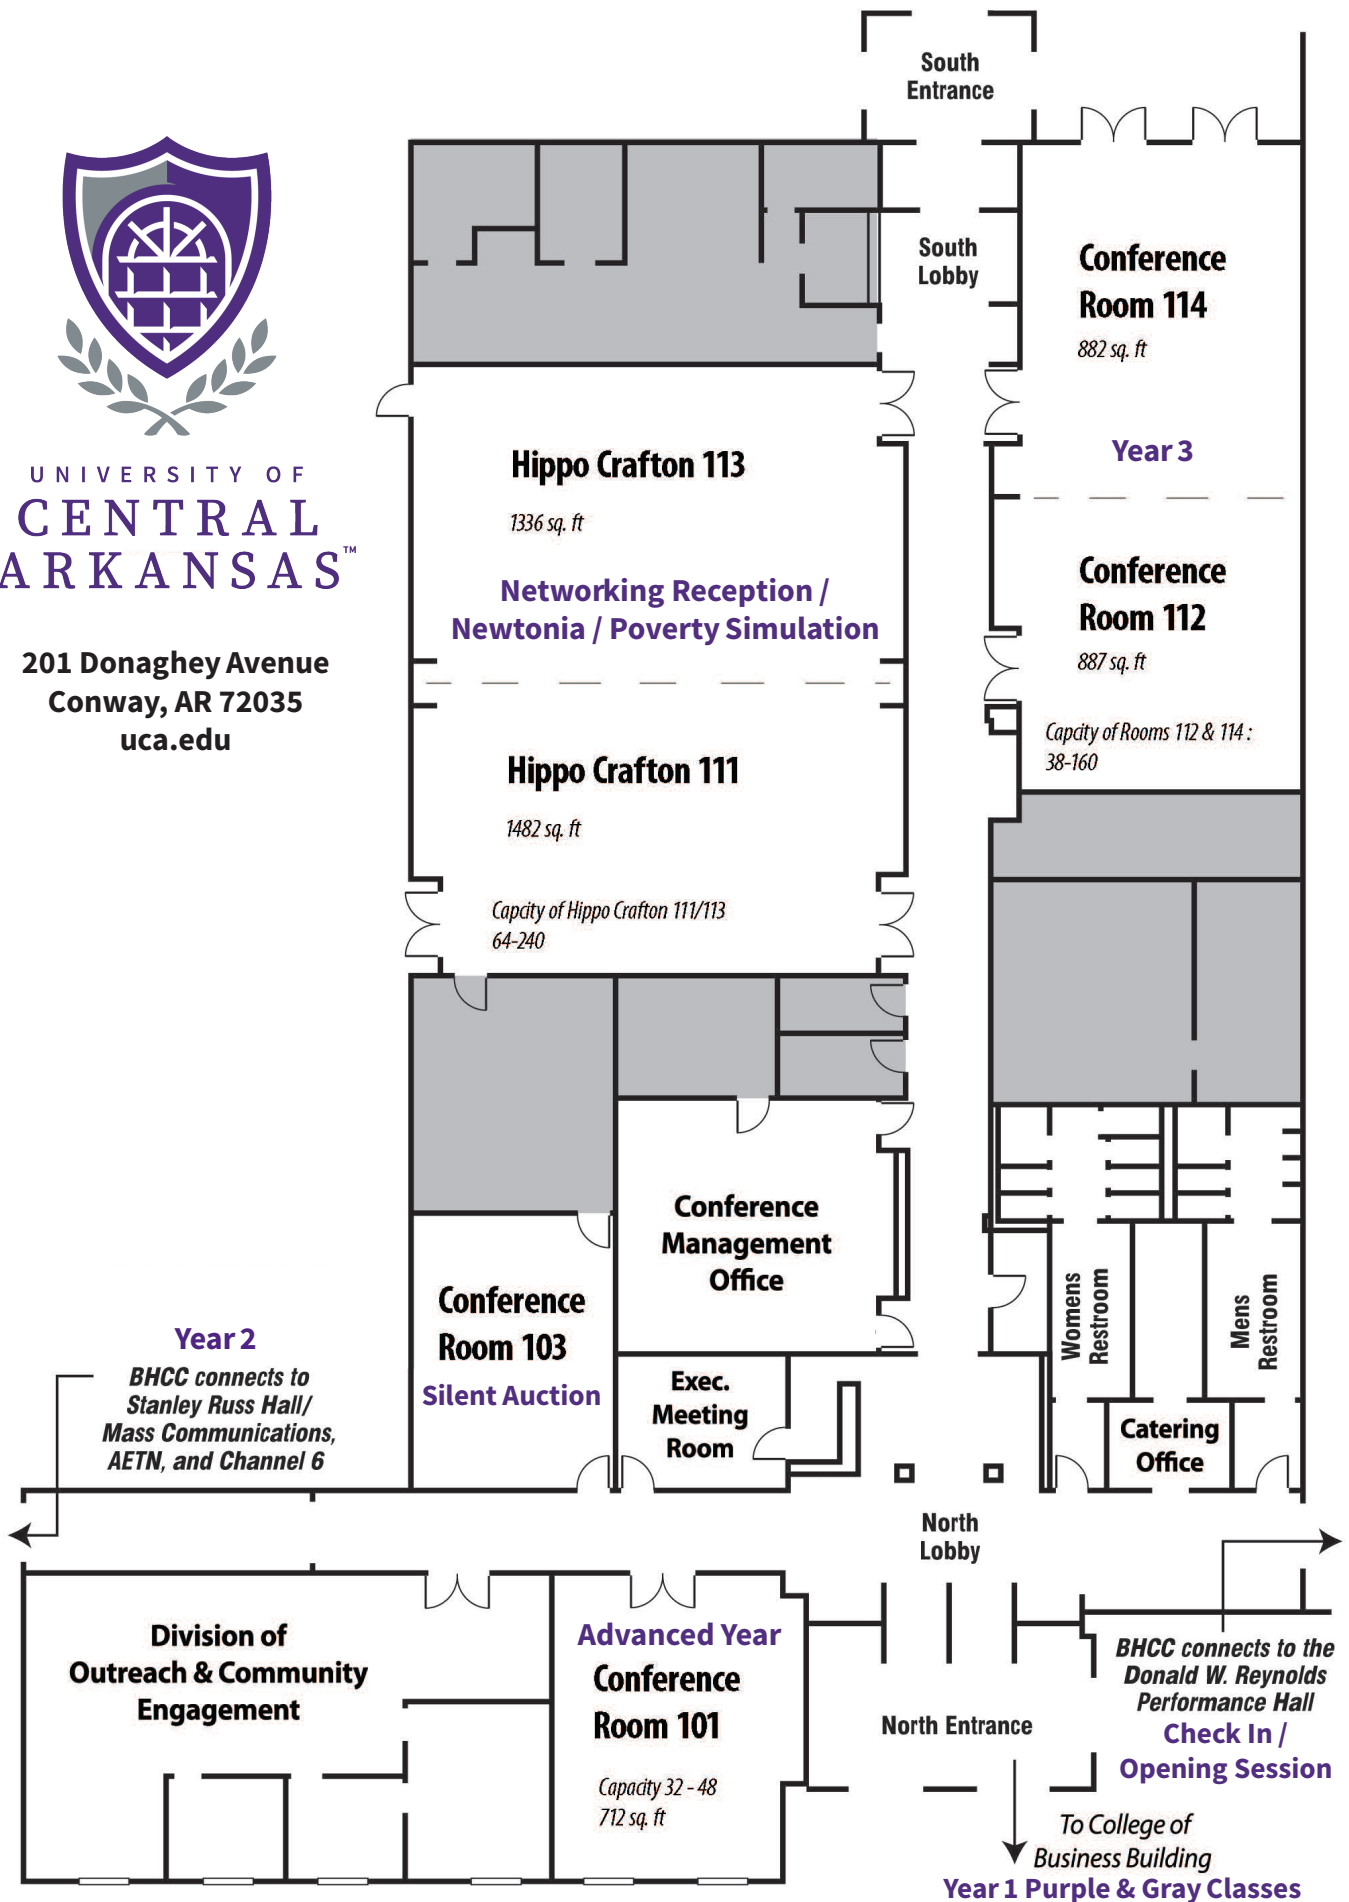 South
Entrance
South
Lobby
Conference
Room 114
882 sq. ft
Year 3
Conference
Room 112
887 sq. ft
Capcity of Rooms 112 & 114 :
38-160
UNIVERSITY OF
CENTRAL
ARKANSAS™
201 Donaghey Avenue
Conway, AR 72035
uca.edu
Hippo Crafton 113
1336 sq. ft
Networking Reception /
Newtonia / Poverty Simulation
Hippo Crafton 111
1482 sq. ft
Capcity of Hippo Crafton 111/113
64-240
Conference
Management
Office
Womens
Restroom
Mens
Restroom
Conference
Room 103
Silent Auction
Exec.
Meeting
Room
Catering
Office
Year 2
BHCC connects to
Stanley Russ Hall/
Mass Communications,
AETN, and Channel 6
North
Lobby
Division of
Outreach & Community
Engagement
Advanced Year
Conference
Room 101
Capacity 32 - 48
712 sq. ft
North Entrance
BHCC connects to the
Donald W. Reynolds
Performance Hall
Check In /
Opening Session
To College of
Business Building
Year 1 Purple & Gray Classes